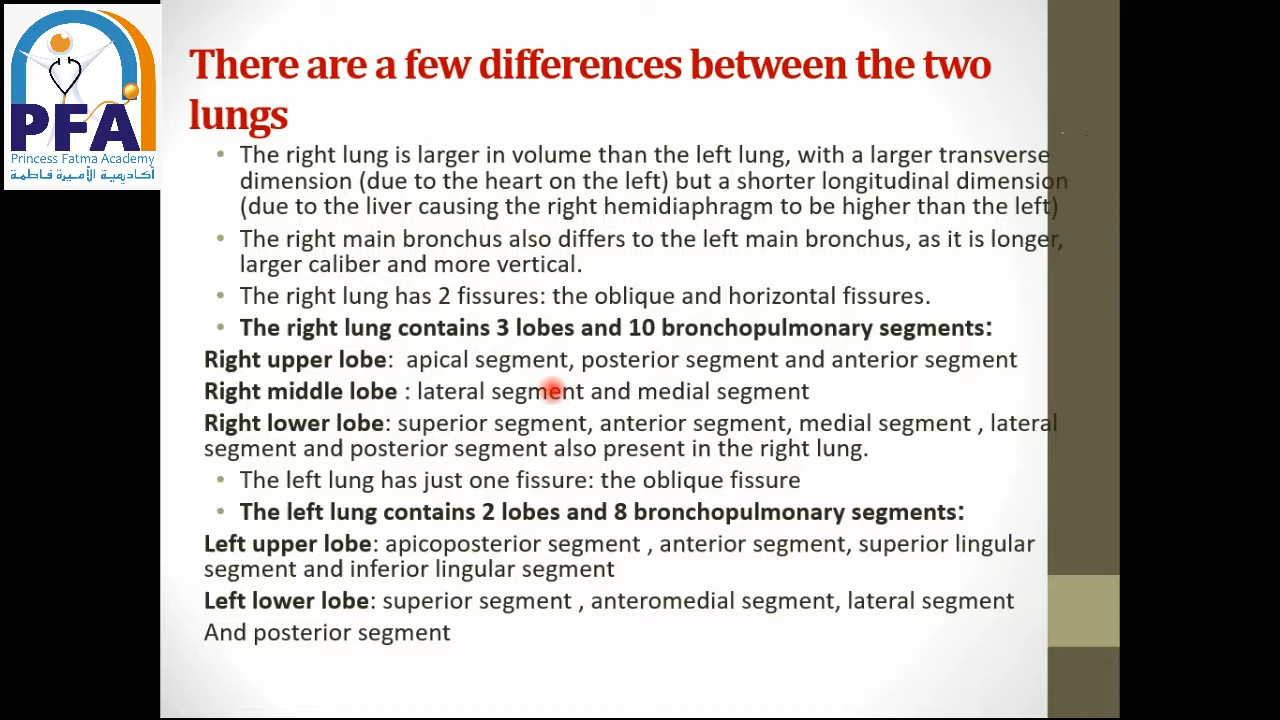 PFA
Princess Fatma Academy
أكاديمية الأميرة فاطمة
There are a few differences between the two
lungs
• The right lung is larger in volume than the left lung, with a larger transverse
dimension (due to the heart on the left) but a shorter longitudinal dimension
(due to the liver causing the right hemidiaphragm to be higher than the left)
• The right main bronchus also differs to the left main bronchus, as it is longer,
larger caliber and more vertical.
• The right lung has 2 fissures: the oblique and horizontal fissures.
• The right lung contains 3 lobes and 10 bronchopulmonary segments:
Right upper lobe: apical segment, posterior segment and anterior segment
Right middle lobe : lateral segment and medial segment
Right lower lobe: superior segment, anterior segment, medial segment , lateral
segment and posterior segment also present in the right lung.
• The left lung has just one fissure: the oblique fissure
• The left lung contains 2 lobes and 8 bronchopulmonary segments:
Left upper lobe: apicoposterior segment , anterior segment, superior lingular
segment and inferior lingular segment
Left lower lobe: superior segment , anteromedial segment, lateral segment
And posterior segment